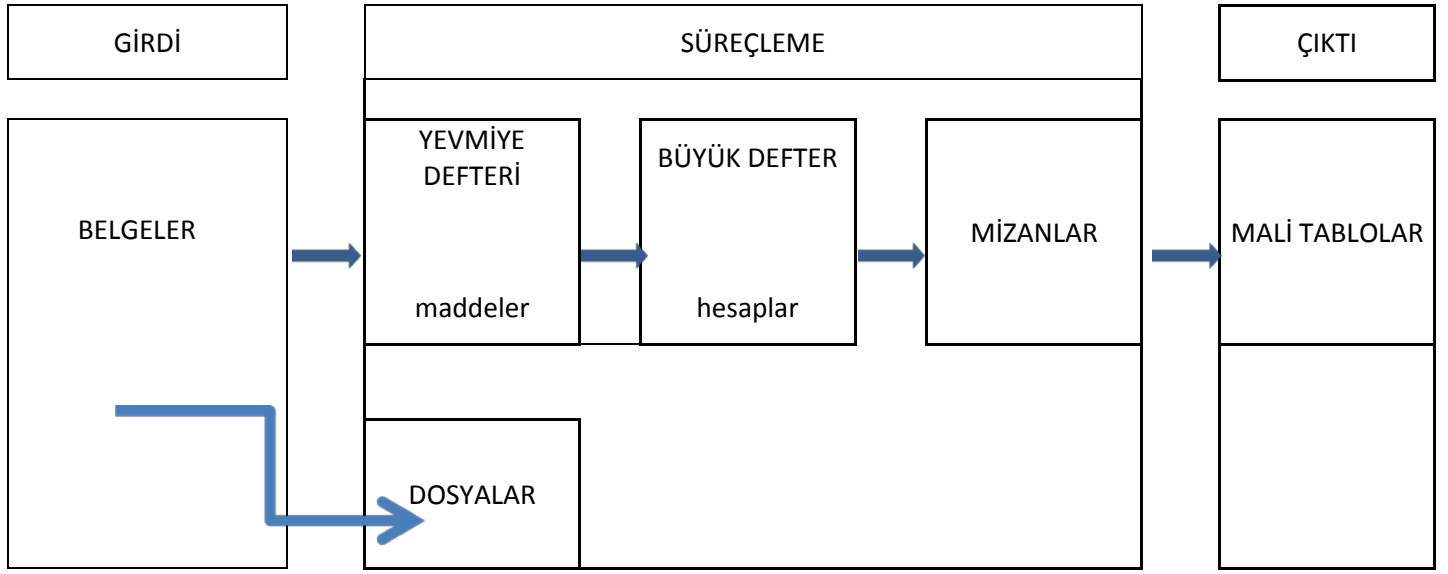 GİRDİ
SÜREÇLEME
ÇIKTI
BELGELER
YEVMİYE
DEFTERİ
maddeler
BÜYÜK DEFTER
hesaplar
MİZANLAR
MALİ TABLOLAR
DOSYALAR